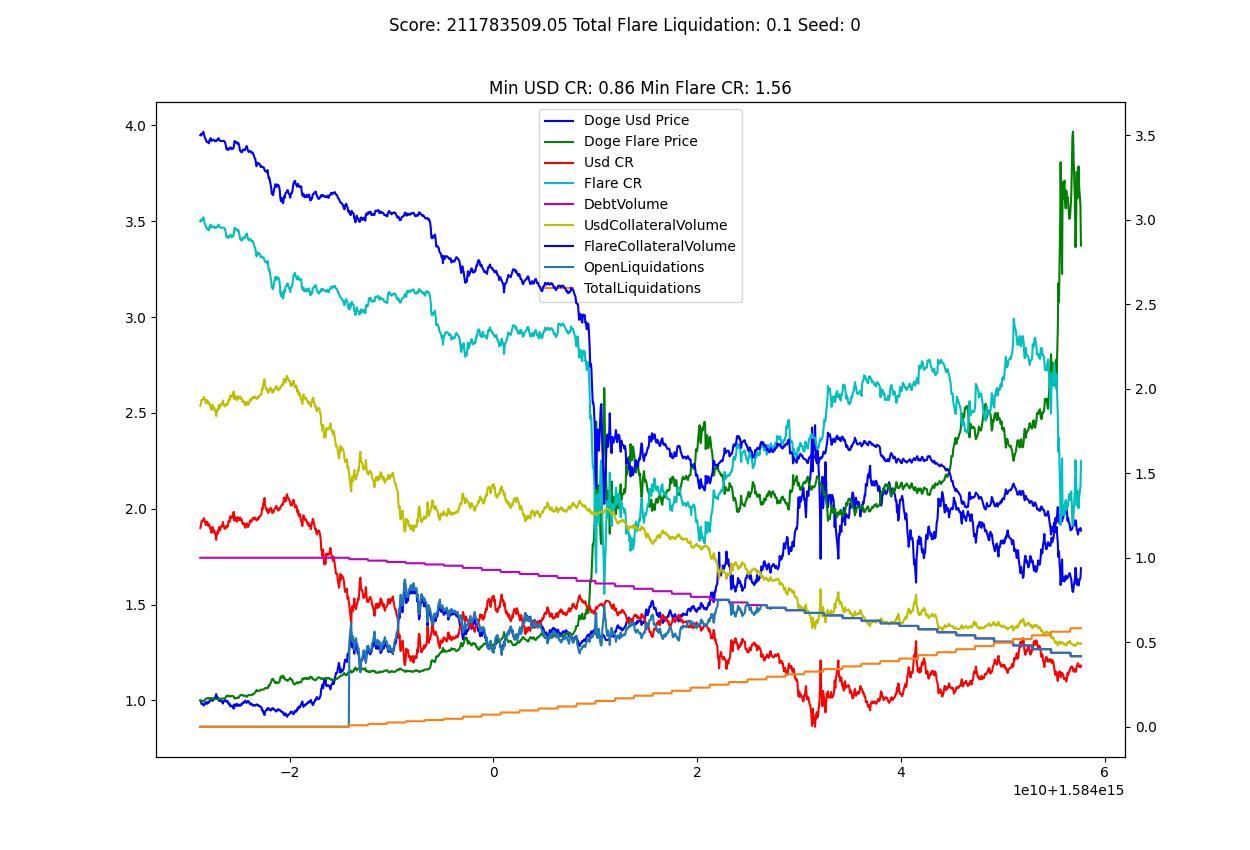 Score: 211783509.05 Total Flare Liquidation: 0.1 Seed: 0
Min USD CR: 0.86 Min Flare CR: 1.56
Doge Usd Price
Doge Flare Price
Usd CR
Flare CR
DebtVolume
UsdCollateralVolume
FlareCollateralVolume
OpenLiquidations
TotalLiquidations
4.0
3.5
3.0
2.5
2.0
1.5
1.0
3.5
3.0
2.5
2.0
1.5
1.0
0.5
0.0
−2 0 2 4 6
1e10+1.584e15